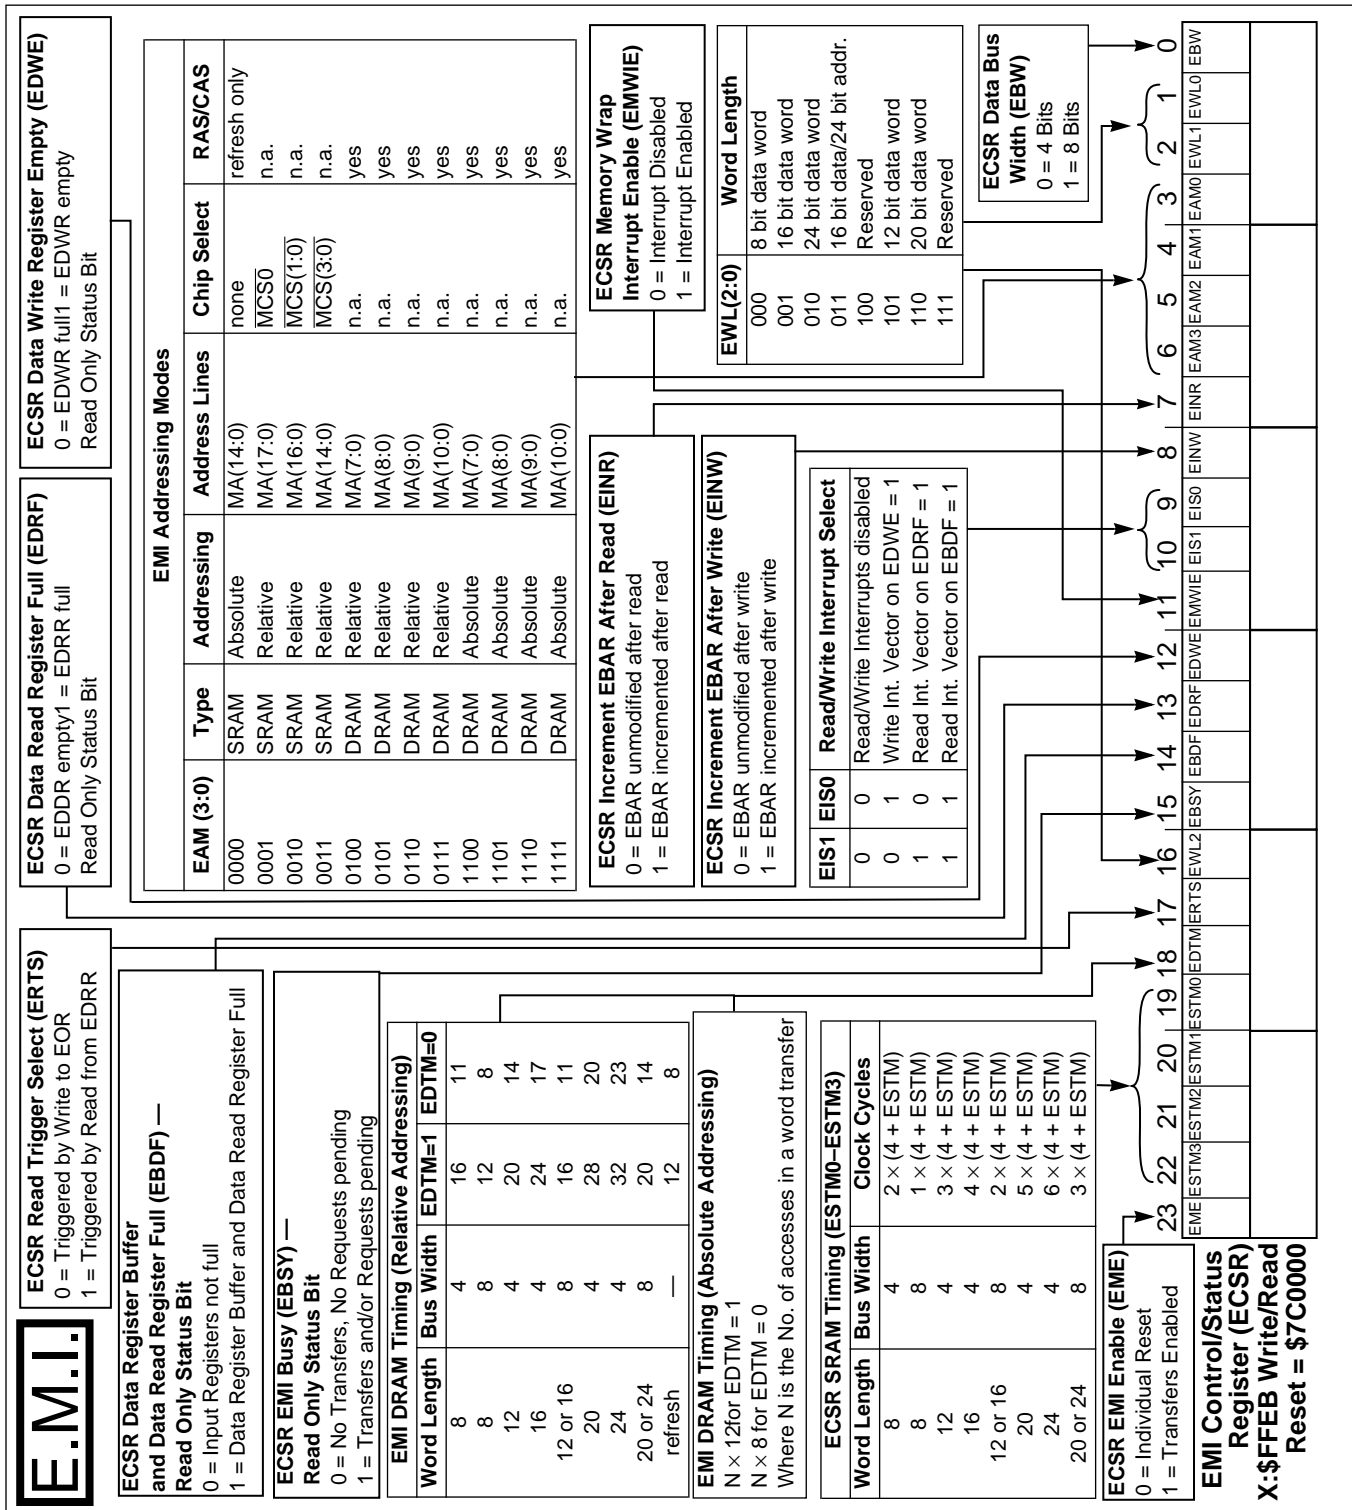 E.M.I.
ECSR Read Trigger Select (ERTS)
0 = Triggered by Write to EOR
1 = Triggered by Read from EDRR
ECSR Data Read Register Full (EDRF)
0 = EDDR empty1 = EDRR full
Read Only Status Bit
ECSR Data Write Register Empty (EDWE)
0 = EDWR full1 = EDWR empty
Read Only Status Bit
ECSR Data Register Buffer
and Data Read Register Full (EBDF) —
Read Only Status Bit
0 = Input Registers not full
1 = Data Register Buffer and Data Read Register Full
ECSR EMI Busy (EBSY) —
Read Only Status Bit
0 = No Transfers, No Requests pending
1 = Transfers and/or Requests pending
EMI DRAM Timing (Relative Addressing)
Word Length Bus Width EDTM=1 EDTM=0
8 4 16 11
8 8 12 8
12 4 20 14
16 4 24 17
12 or 16 8 16 11
20 4 28 20
24 4 32 23
20 or 24 8 20 14
refresh — 12 8
EMI DRAM Timing (Absolute Addressing)
N × 12for EDTM = 1
N × 8 for EDTM = 0
Where N is the No. of accesses in a word transfer
ECSR SRAM Timing (ESTM0–ESTM3)
Word Length Bus Width Clock Cycles
8 4 2 × (4 + ESTM)
8 8 1 × (4 + ESTM)
12 4 3 × (4 + ESTM)
16 4 4 × (4 + ESTM)
12 or 16 8 2 × (4 + ESTM)
20 4 5 × (4 + ESTM)
24 4 6 × (4 + ESTM)
20 or 24 8 3 × (4 + ESTM)
ECSR EMI Enable (EME)
0 = Individual Reset
1 = Transfers Enabled
EMI Addressing Modes
EAM (3:0) Type Addressing Address Lines Chip Select RAS/CAS
0000 SRAM Absolute MA(14:0) none refresh only
0001 SRAM Relative MA(17:0) MCS0 n.a.
0010 SRAM Relative MA(16:0) MCS(1:0) n.a.
0011 SRAM Relative MA(14:0) MCS(3:0) n.a.
0100 DRAM Relative MA(7:0) n.a. yes
0101 DRAM Relative MA(8:0) n.a. yes
0110 DRAM Relative MA(9:0) n.a. yes
0111 DRAM Relative MA(10:0) n.a. yes
1100 DRAM Absolute MA(7:0) n.a. yes
1101 DRAM Absolute MA(8:0) n.a. yes
1110 DRAM Absolute MA(9:0) n.a. yes
1111 DRAM Absolute MA(10:0) n.a. yes
ECSR Increment EBAR After Read (EINR)
0 = EBAR unmodified after read
1 = EBAR incremented after read
ECSR Increment EBAR After Write (EINW)
0 = EBAR unmodified after write
1 = EBAR incremented after write
EIS1 EIS0 Read/Write Interrupt Select
0 0 Read/Write Interrupts disabled
0 1 Write Int. Vector on EDWE = 1
1 0 Read Int. Vector on EDRF = 1
1 1 Read Int. Vector on EBDF = 1
ECSR Memory Wrap
Interrupt Enable (EMWIE)
0 = Interrupt Disabled
1 = Interrupt Enabled
EWL(2:0) Word Length
000 8 bit data word
001 16 bit data word
010 24 bit data word
011 16 bit data/24 bit addr.
100 Reserved
101 12 bit data word
110 20 bit data word
111 Reserved
ECSR Data Bus
Width (EBW)
0 = 4 Bits
1 = 8 Bits
23 22 21 20 19 18 17 16 15 14 13 12 11 10 9 8 7 6 5 4 3 2 1 0
EME ESTM3 ESTM2 ESTM1 ESTM0 EDTM ERTS EWL2 EBSY EBDF EDRF EDWE EMWIE EIS1 EIS0 EINW EINR EAM3 EAM2 EAM1 EAM0 EWL1 EWL0 EBW
EMI Control/Status
Register (ECSR)
X:$FFEB Write/Read
Reset = $7C0000